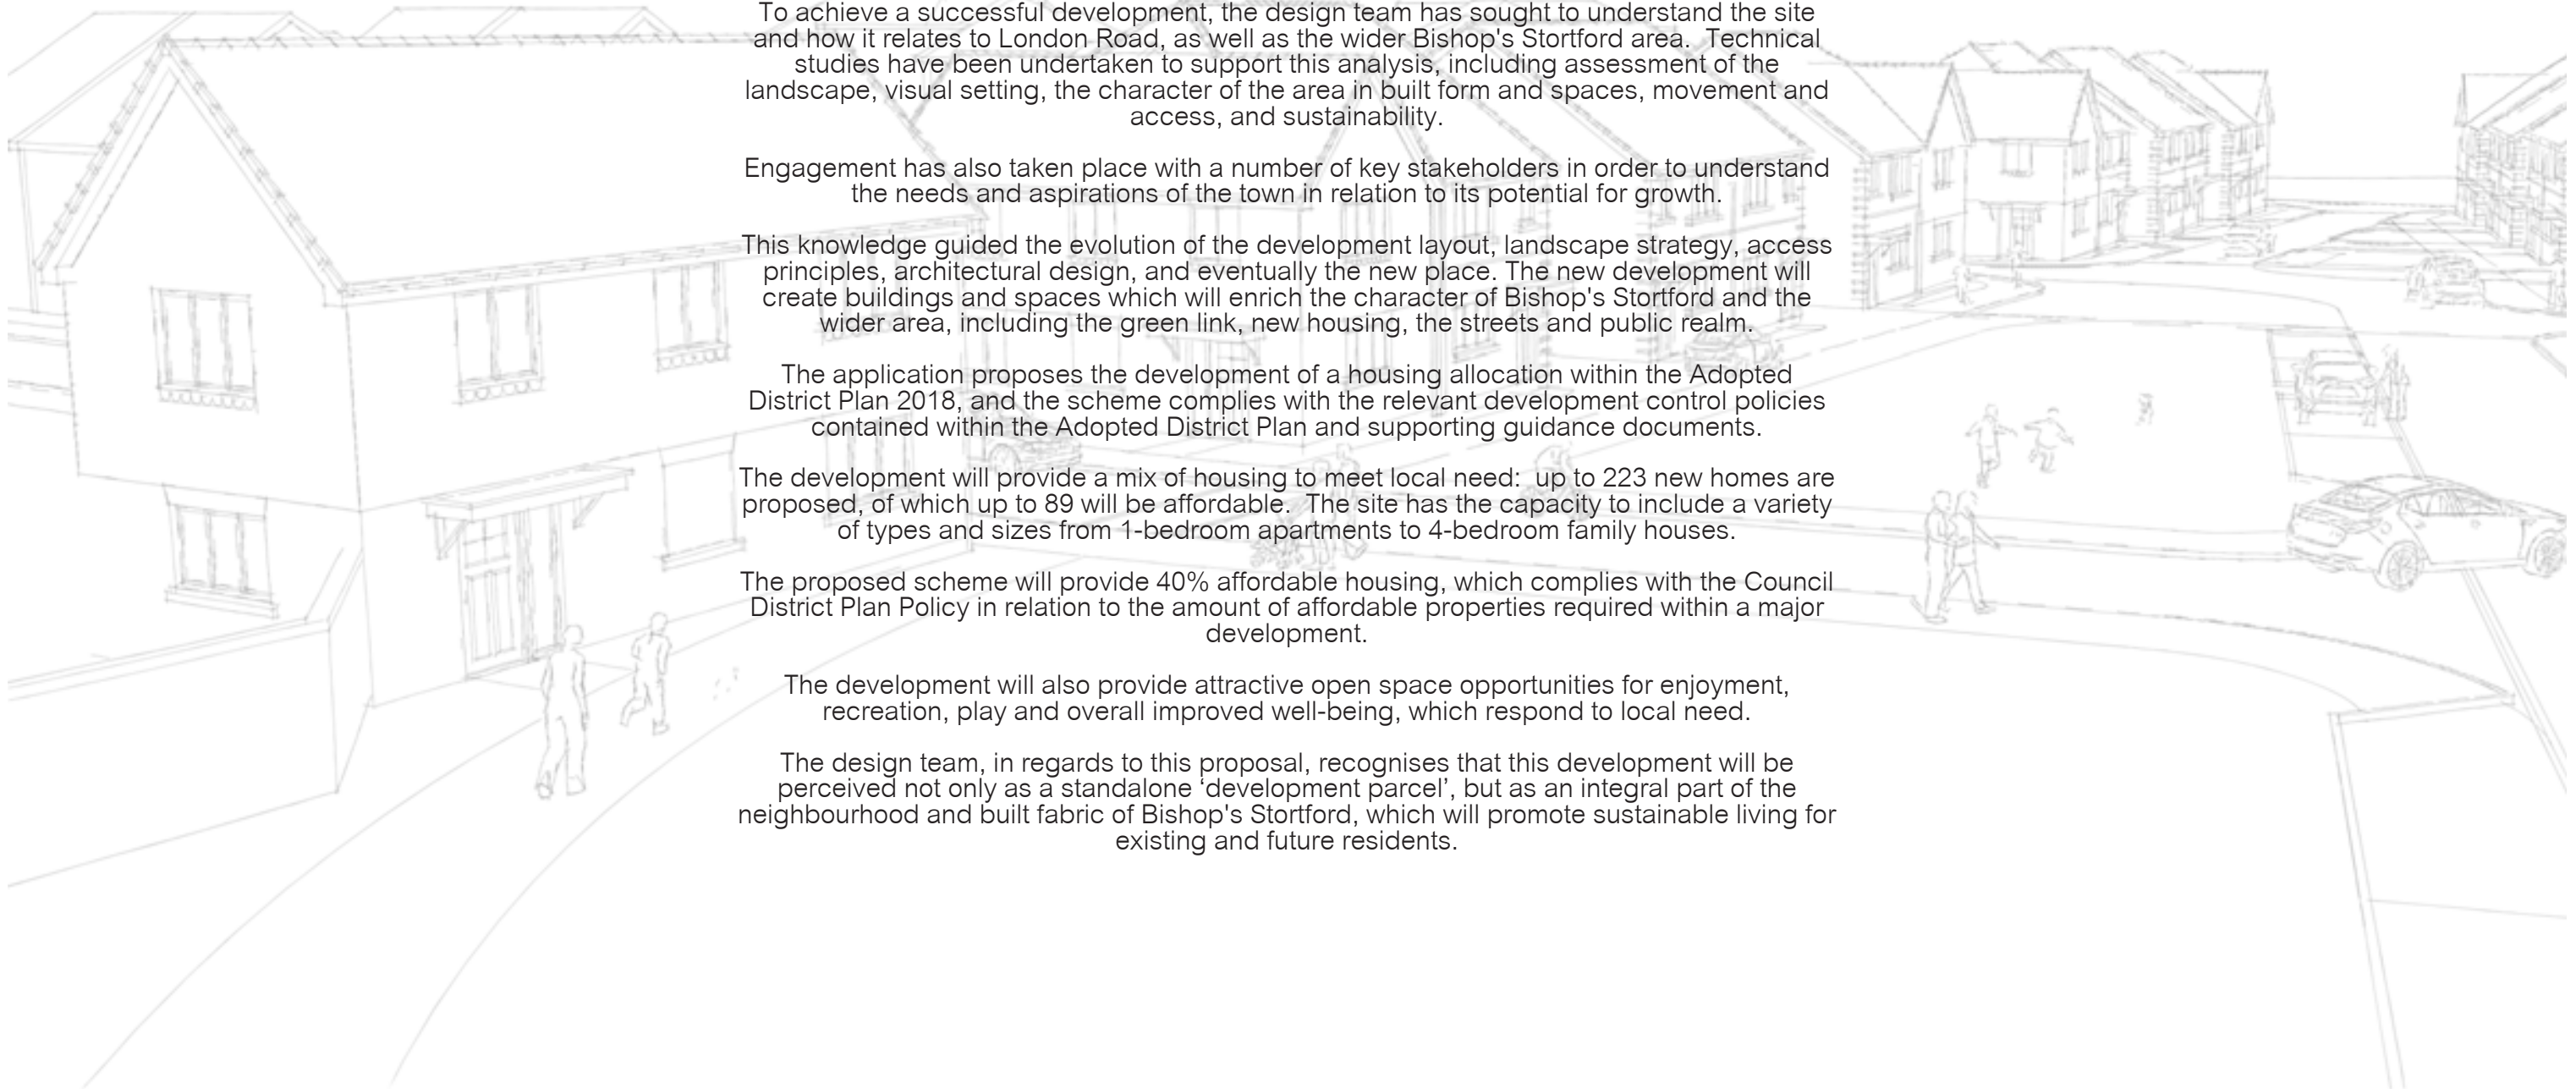 To achieve a successful development, the design team has sought to understand the site
and how it relates to London Road, as well as the wider Bishop's Stortford area.  Technical
studies have been undertaken to support this analysis, including assessment of the
landscape, visual setting, the character of the area in built form and spaces, movement and
access, and sustainability.
Engagement has also taken place with a number of key stakeholders in order to understand
the needs and aspirations of the town in relation to its potential for growth.
This knowledge guided the evolution of the development layout, landscape strategy, access
principles, architectural design, and eventually the new place. The new development will
create buildings and spaces which will enrich the character of Bishop's Stortford and the
wider area, including the green link, new housing, the streets and public realm.
The application proposes the development of a housing allocation within the Adopted
District Plan 2018, and the scheme complies with the relevant development control policies
contained within the Adopted District Plan and supporting guidance documents.
The development will provide a mix of housing to meet local need:  up to 223 new homes are
proposed, of which up to 89 will be affordable.  The site has the capacity to include a variety
of types and sizes from 1-bedroom apartments to 4-bedroom family houses.
The proposed scheme will provide 40% affordable housing, which complies with the Council
District Plan Policy in relation to the amount of affordable properties required within a major
development.
The development will also provide attractive open space opportunities for enjoyment,
recreation, play and overall improved well-being, which respond to local need.
The design team, in regards to this proposal, recognises that this development will be
perceived not only as a standalone ‘development parcel’, but as an integral part of the
neighbourhood and built fabric of Bishop's Stortford, which will promote sustainable living for
existing and future residents.